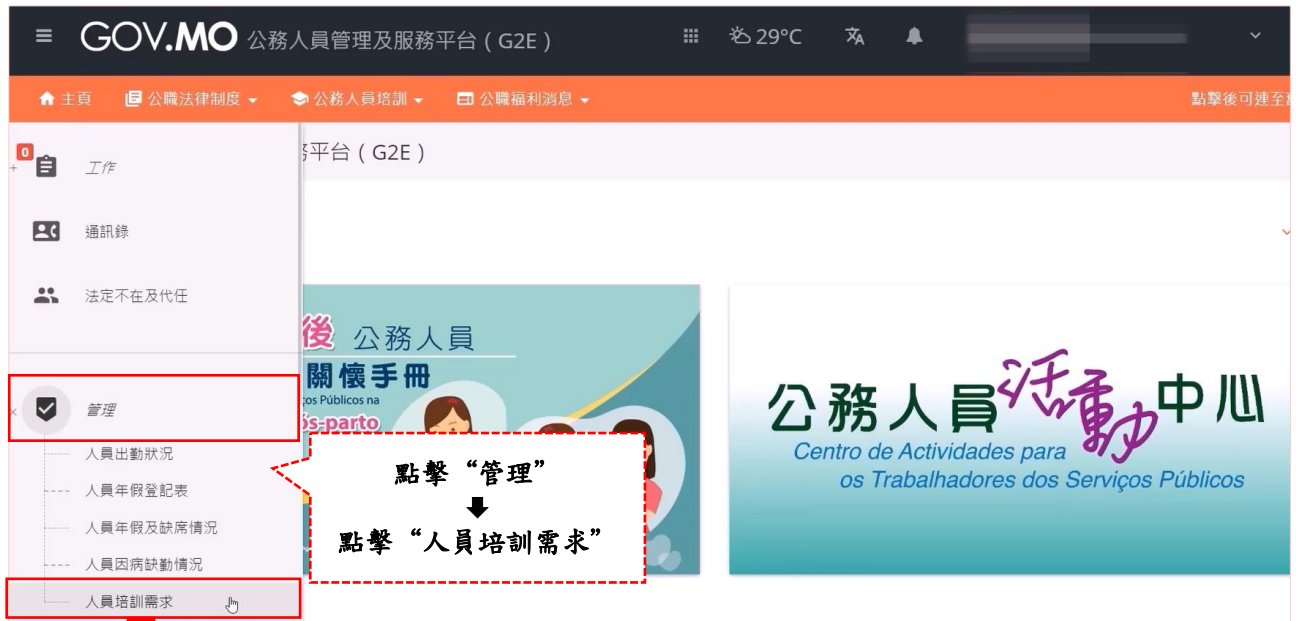 GOV.MO 公務人員管理及服務平台（G2E） 29°C
主頁 公職法律制度 公務人員培訓 公職福利消息 點擊後可連至
務平台（G2E）
0
工作
通訊錄
法定不在及代任
管理
人員出勤狀況
人員年假登記表
人員年假及缺席情況
人員因病缺勤情況
人員培訓需求
後 公務人員
關懷手冊
ços Públicos na
ós-parto
點擊“管理”
點擊“人員培訓需求”
公務人員活動中心
Centro de Actividades para
os Trabalhadores dos Serviços Públicos